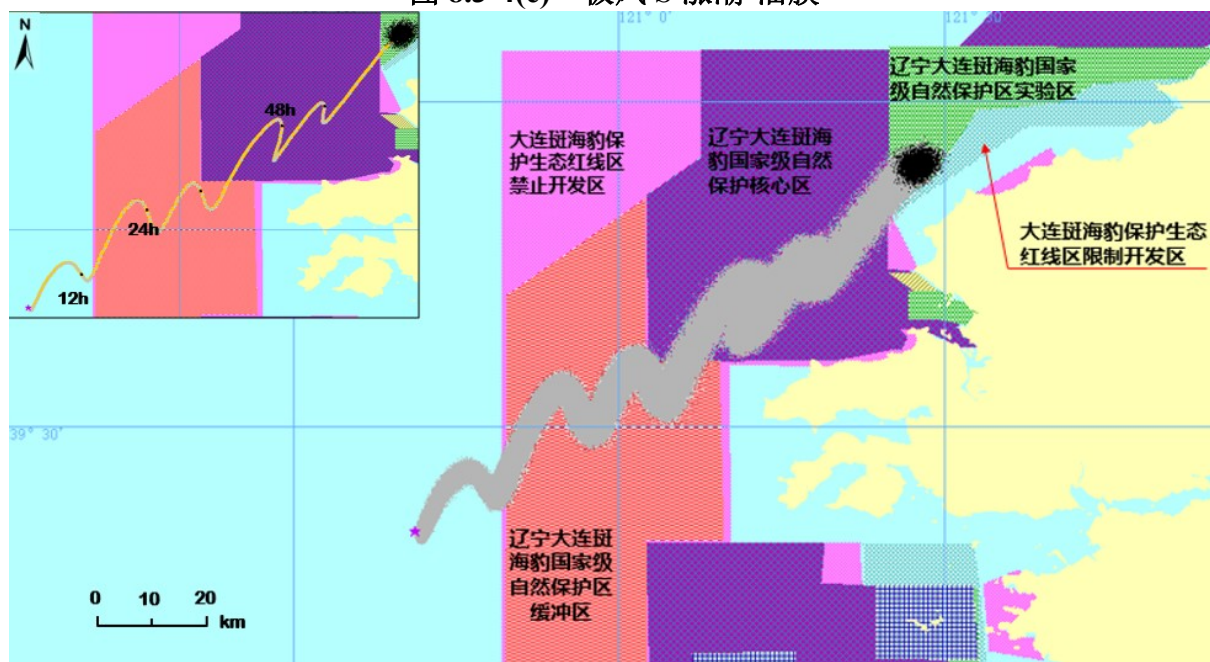 121° 0'
121° 30'
N
48h
24h
12h
辽宁大连斑海豹国家
级自然保护区实验区
大连斑海豹保
护生态红线区
禁止开发区
辽宁大连斑海
豹国家级自然
保护核心区
大连斑海豹保护生态
红线区限制开发区
39° 30'
辽宁大连斑
海豹国家级
自然保护区
缓冲区
0 10 20
km